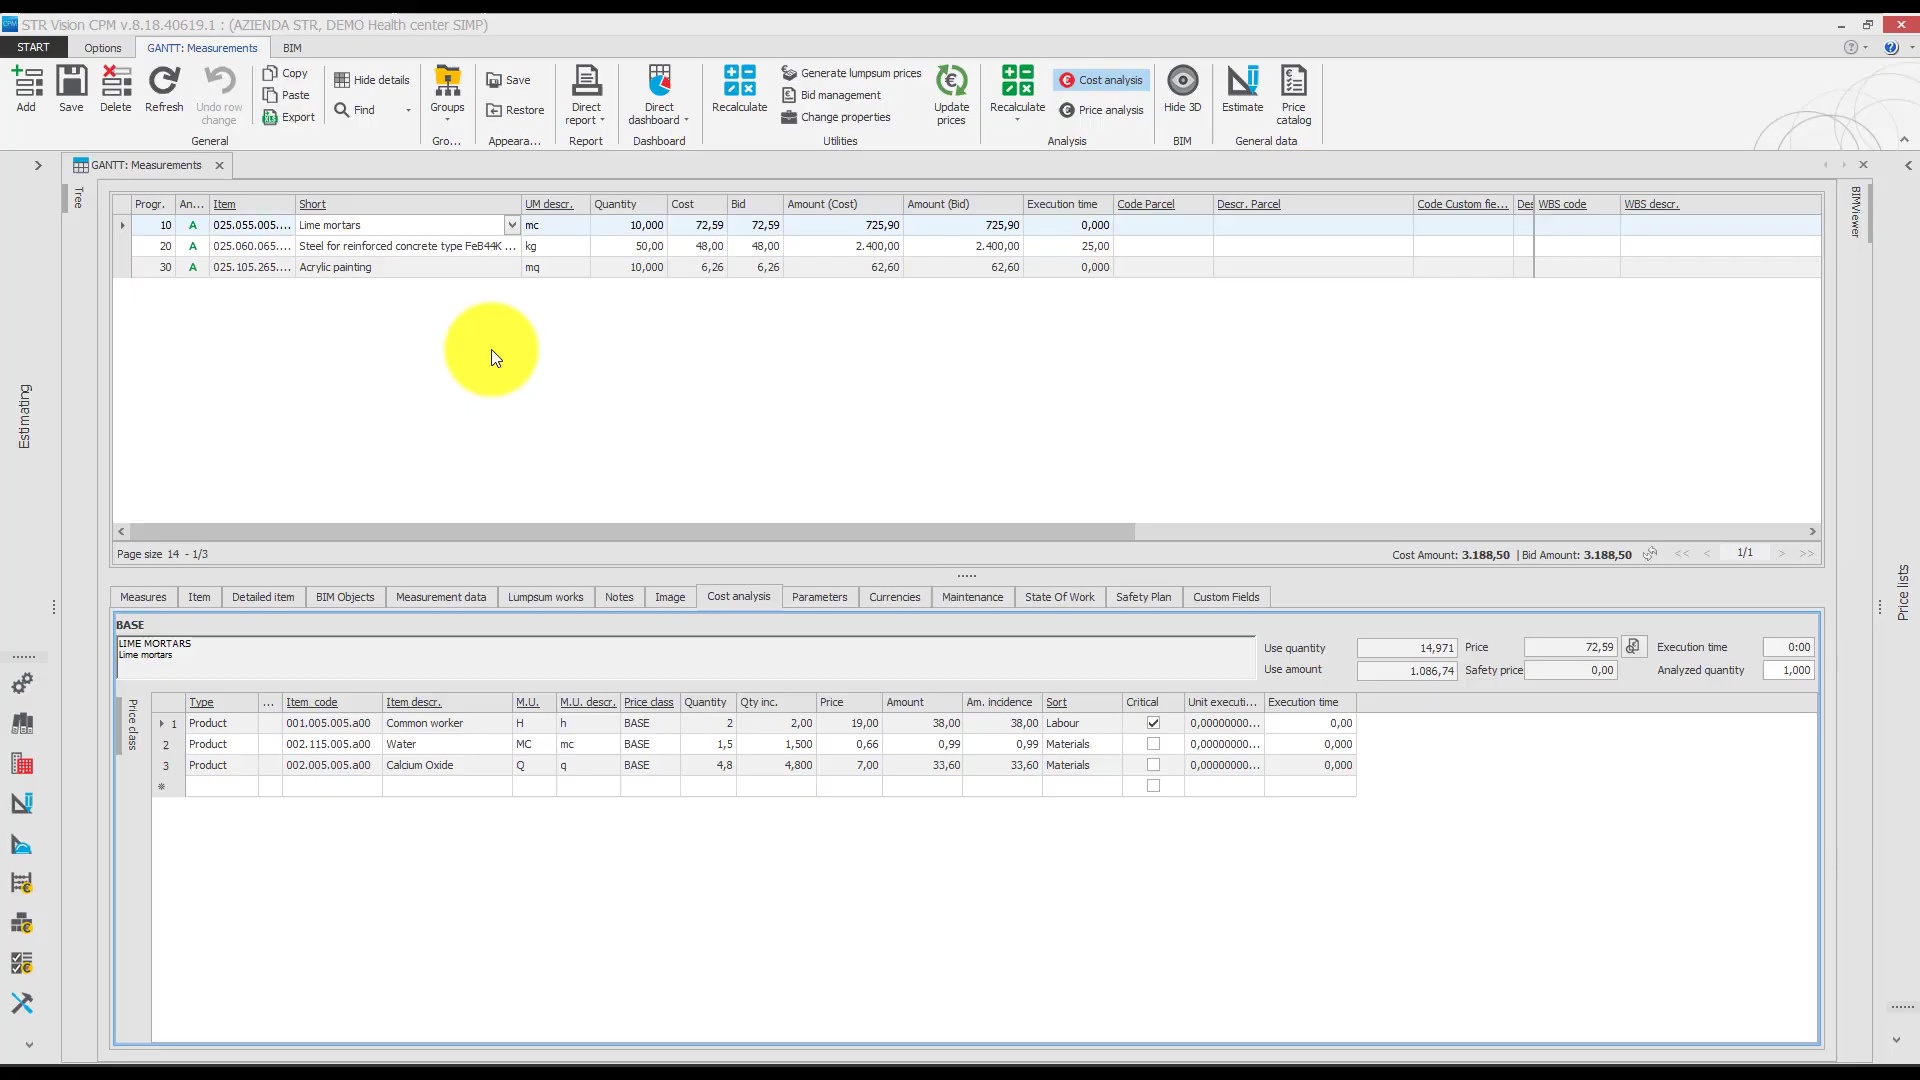 STR Vision CPM v.8.18.40619.1 : (AZIENDA STR, DEMO Health center SIMP)
START Options GANTT: Measurements BIM
Add Save Delete Refresh Undo row change
Copy
Paste
Export
General
Hide details
Find
Groups
Gro...
Save
Restore
Appeara...
Direct report
Report
Direct dashboard
Dashboard
Recalculate
Generate lumpsum prices
Bid management
Change properties
Update prices
Utilities
Recalculate
Cost analysis
Price analysis
Analysis
Hide 3D
BIM
Estimate Price catalog
General data
GANTT: Measurements
Tree
Estimating
BIMViewer
Price lists
Progr. An... Item Short UM descr. Quantity Cost Bid Amount (Cost) Amount (Bid) Execution time Code Parcel Descr. Parcel Code Custom fie... Des WBS code WBS descr.
10 A 025.055.005.... Lime mortars mc 10,000 72,59 72,59 725,90 725,90 0,000
20 A 025.060.065.... Steel for reinforced concrete type FeB44K ... kg 50,00 48,00 48,00 2.400,00 2.400,00 25,00
30 A 025.105.265.... Acrylic painting mq 10,000 6,26 6,26 62,60 62,60 0,000
Page size 14 - 1/3 Cost Amount: 3.188,50 | Bid Amount: 3.188,50 << < 1/1 > >>
Measures Item Detailed item BIM Objects Measurement data Lumpsum works Notes Image Cost analysis Parameters Currencies Maintenance State Of Work Safety Plan Custom Fields
BASE
LIME MORTARS
Lime mortars
Use quantity 14,971 Price 72,59 Execution time 0:00
Use amount 1.086,74 Safety price 0,00 Analyzed quantity 1,000
Price class
Type ... Item code Item descr. M.U. M.U. descr. Price class Quantity Qty inc. Price Amount Am. incidence Sort Critical Unit executi... Execution time
1 Product 001.005.005.a00 Common worker H h BASE 2 2,00 19,00 38,00 38,00 Labour 0,00000000... 0,00
2 Product 002.115.005.a00 Water MC mc BASE 1,5 1,500 0,66 0,99 0,99 Materials 0,00000000... 0,000
3 Product 002.005.005.a00 Calcium Oxide Q q BASE 4,8 4,800 7,00 33,60 33,60 Materials 0,00000000... 0,000